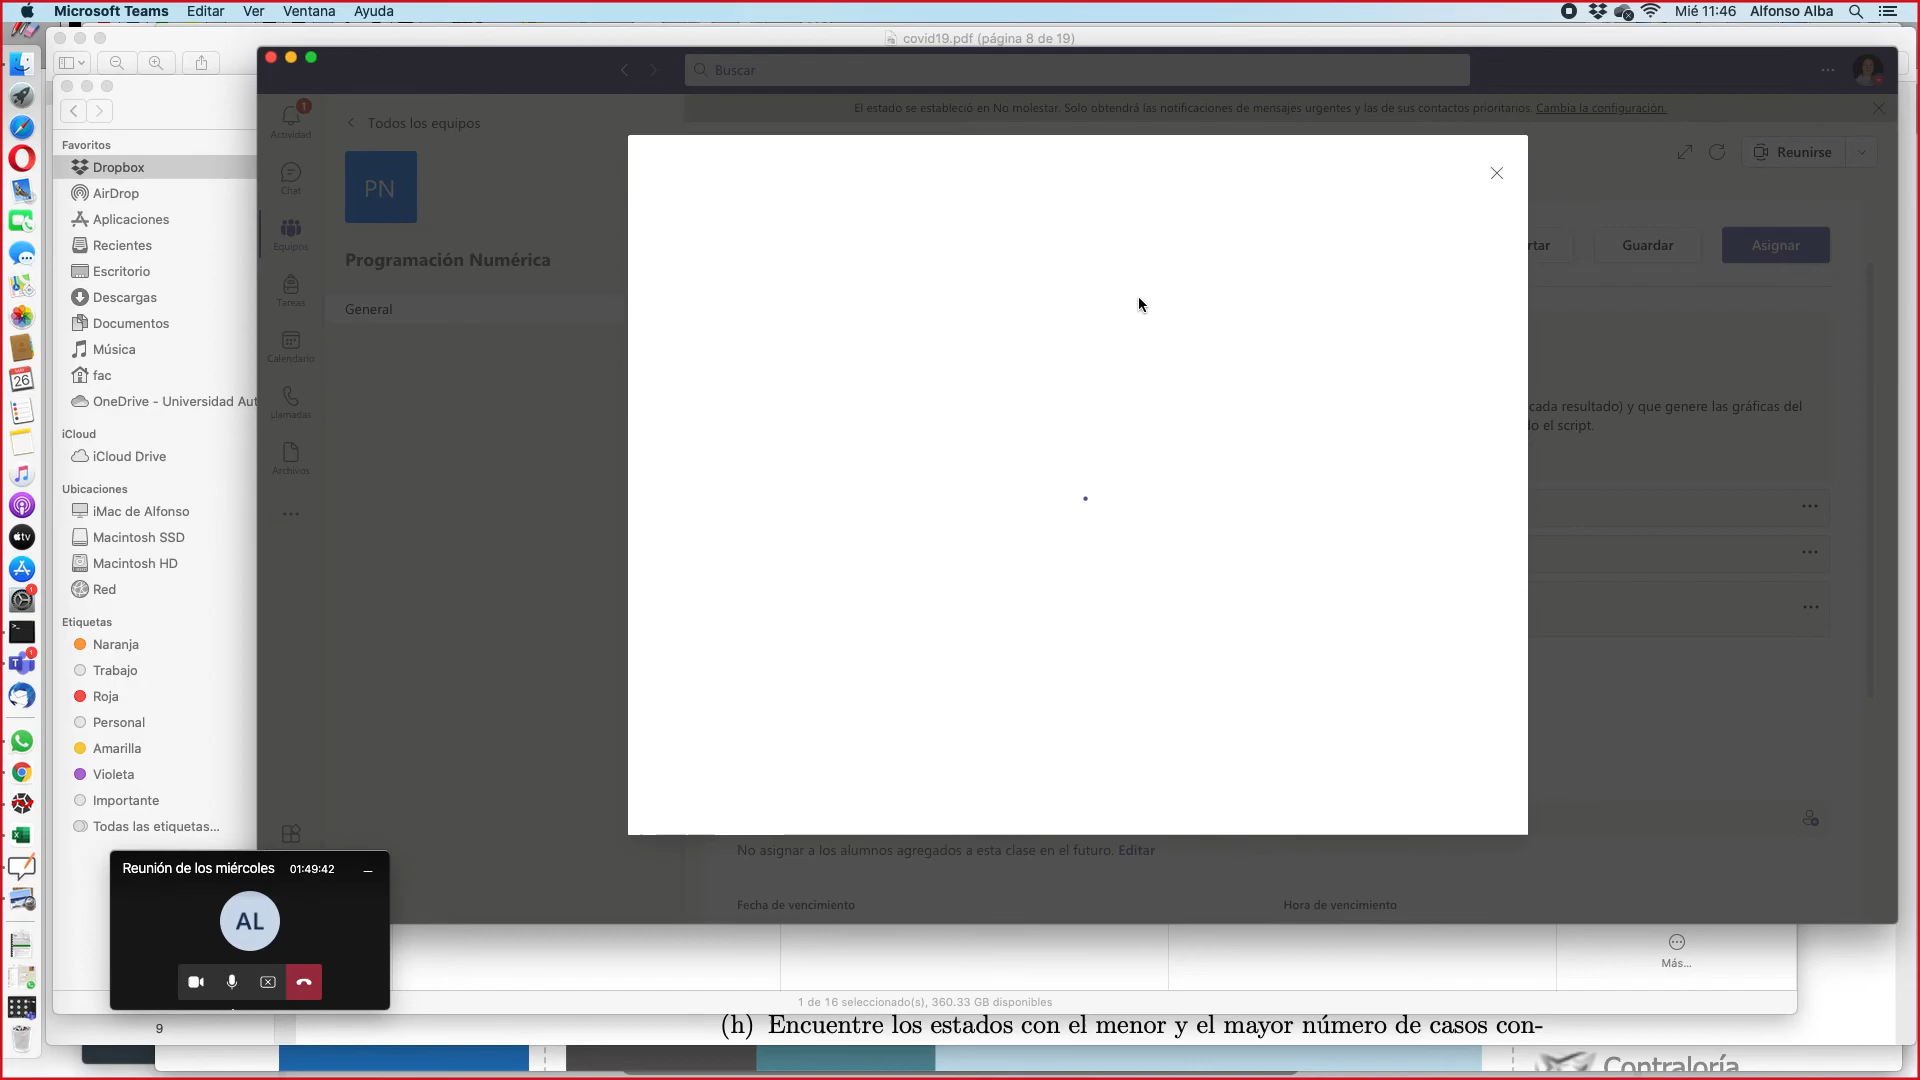 Microsoft Teams Editar Ver Ventana Ayuda
Mié 11:46 Alfonso Alba
covid19.pdf (página 8 de 19)
Buscar
El estado se estableció en No molestar. Solo obtendrá las notificaciones de mensajes urgentes y las de sus contactos prioritarios. Cambia la configuración.
1
Actividad
Chat
Equipos
Tareas
Calendario
Llamadas
Archivos
Todos los equipos
PN
Programación Numérica
General
Reunirse
rtar
Guardar
Asignar
cada resultado) y que genere las gráficas del
o el script.
No asignar a los alumnos agregados a esta clase en el futuro. Editar
Fecha de vencimiento
Hora de vencimiento
Favoritos
Dropbox
AirDrop
Aplicaciones
Recientes
Escritorio
Descargas
Documentos
Música
fac
OneDrive - Universidad Aut
iCloud
iCloud Drive
Ubicaciones
iMac de Alfonso
Macintosh SSD
Macintosh HD
Red
Etiquetas
Naranja
Trabajo
Roja
Personal
Amarilla
Violeta
Importante
Todas las etiquetas...
26
tv
1
1
Reunión de los miércoles 01:49:42
AL
Más...
1 de 16 seleccionado(s), 360.33 GB disponibles
9
(h) Encuentre los estados con el menor y el mayor número de casos con-
Contraloría